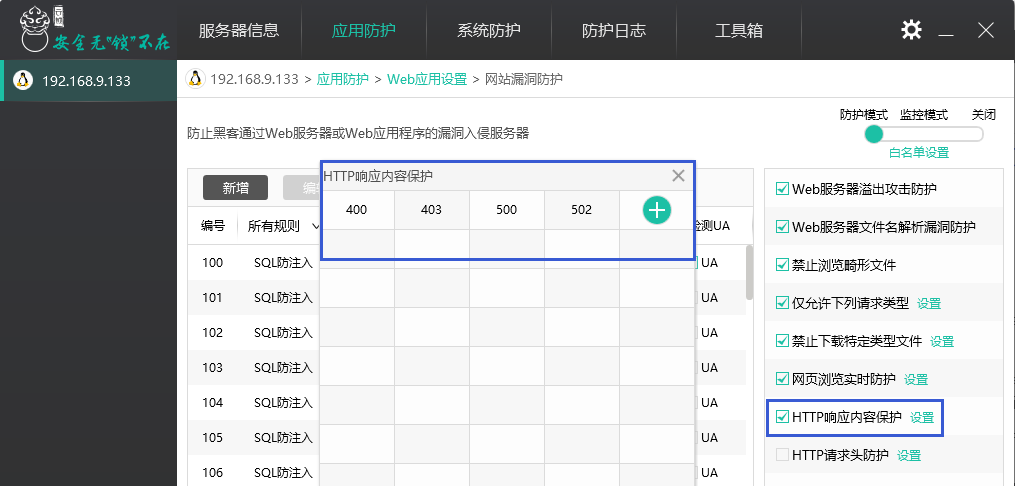 云锁
安全无"锁"不在
服务器信息 应用防护 系统防护 防护日志 工具箱
192.168.9.133
192.168.9.133 > 应用防护 > Web应用设置 > 网站漏洞防护
防止黑客通过Web服务器或Web应用程序的漏洞入侵服务器
防护模式 监控模式 关闭
白名单设置
新增
HTTP响应内容保护
400 403 500 502
编号 所有规则 检测UA
100 SQL防注入 UA
101 SQL防注入 UA
102 SQL防注入 UA
103 SQL防注入 UA
104 SQL防注入 UA
105 SQL防注入 UA
106 SQL防注入 UA
Web服务器溢出攻击防护
Web服务器文件名解析漏洞防护
禁止浏览畸形文件
仅允许下列请求类型 设置
禁止下载特定类型文件 设置
网页浏览实时防护 设置
HTTP响应内容保护 设置
HTTP请求头防护 设置